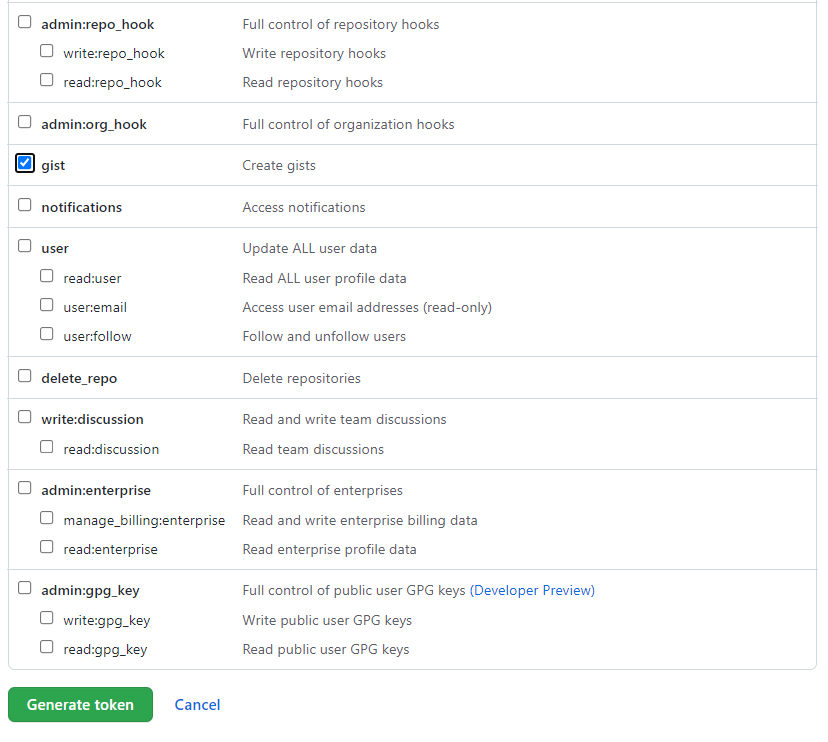 admin:repo_hook Full control of repository hooks
write:repo_hook Write repository hooks
read:repo_hook Read repository hooks
admin:org_hook Full control of organization hooks
gist Create gists
notifications Access notifications
user Update ALL user data
read:user Read ALL user profile data
user:email Access user email addresses (read-only)
user:follow Follow and unfollow users
delete_repo Delete repositories
write:discussion Read and write team discussions
read:discussion Read team discussions
admin:enterprise Full control of enterprises
manage_billing:enterprise Read and write enterprise billing data
read:enterprise Read enterprise profile data
admin:gpg_key Full control of public user GPG keys (Developer Preview)
write:gpg_key Write public user GPG keys
read:gpg_key Read public user GPG keys
Generate token Cancel